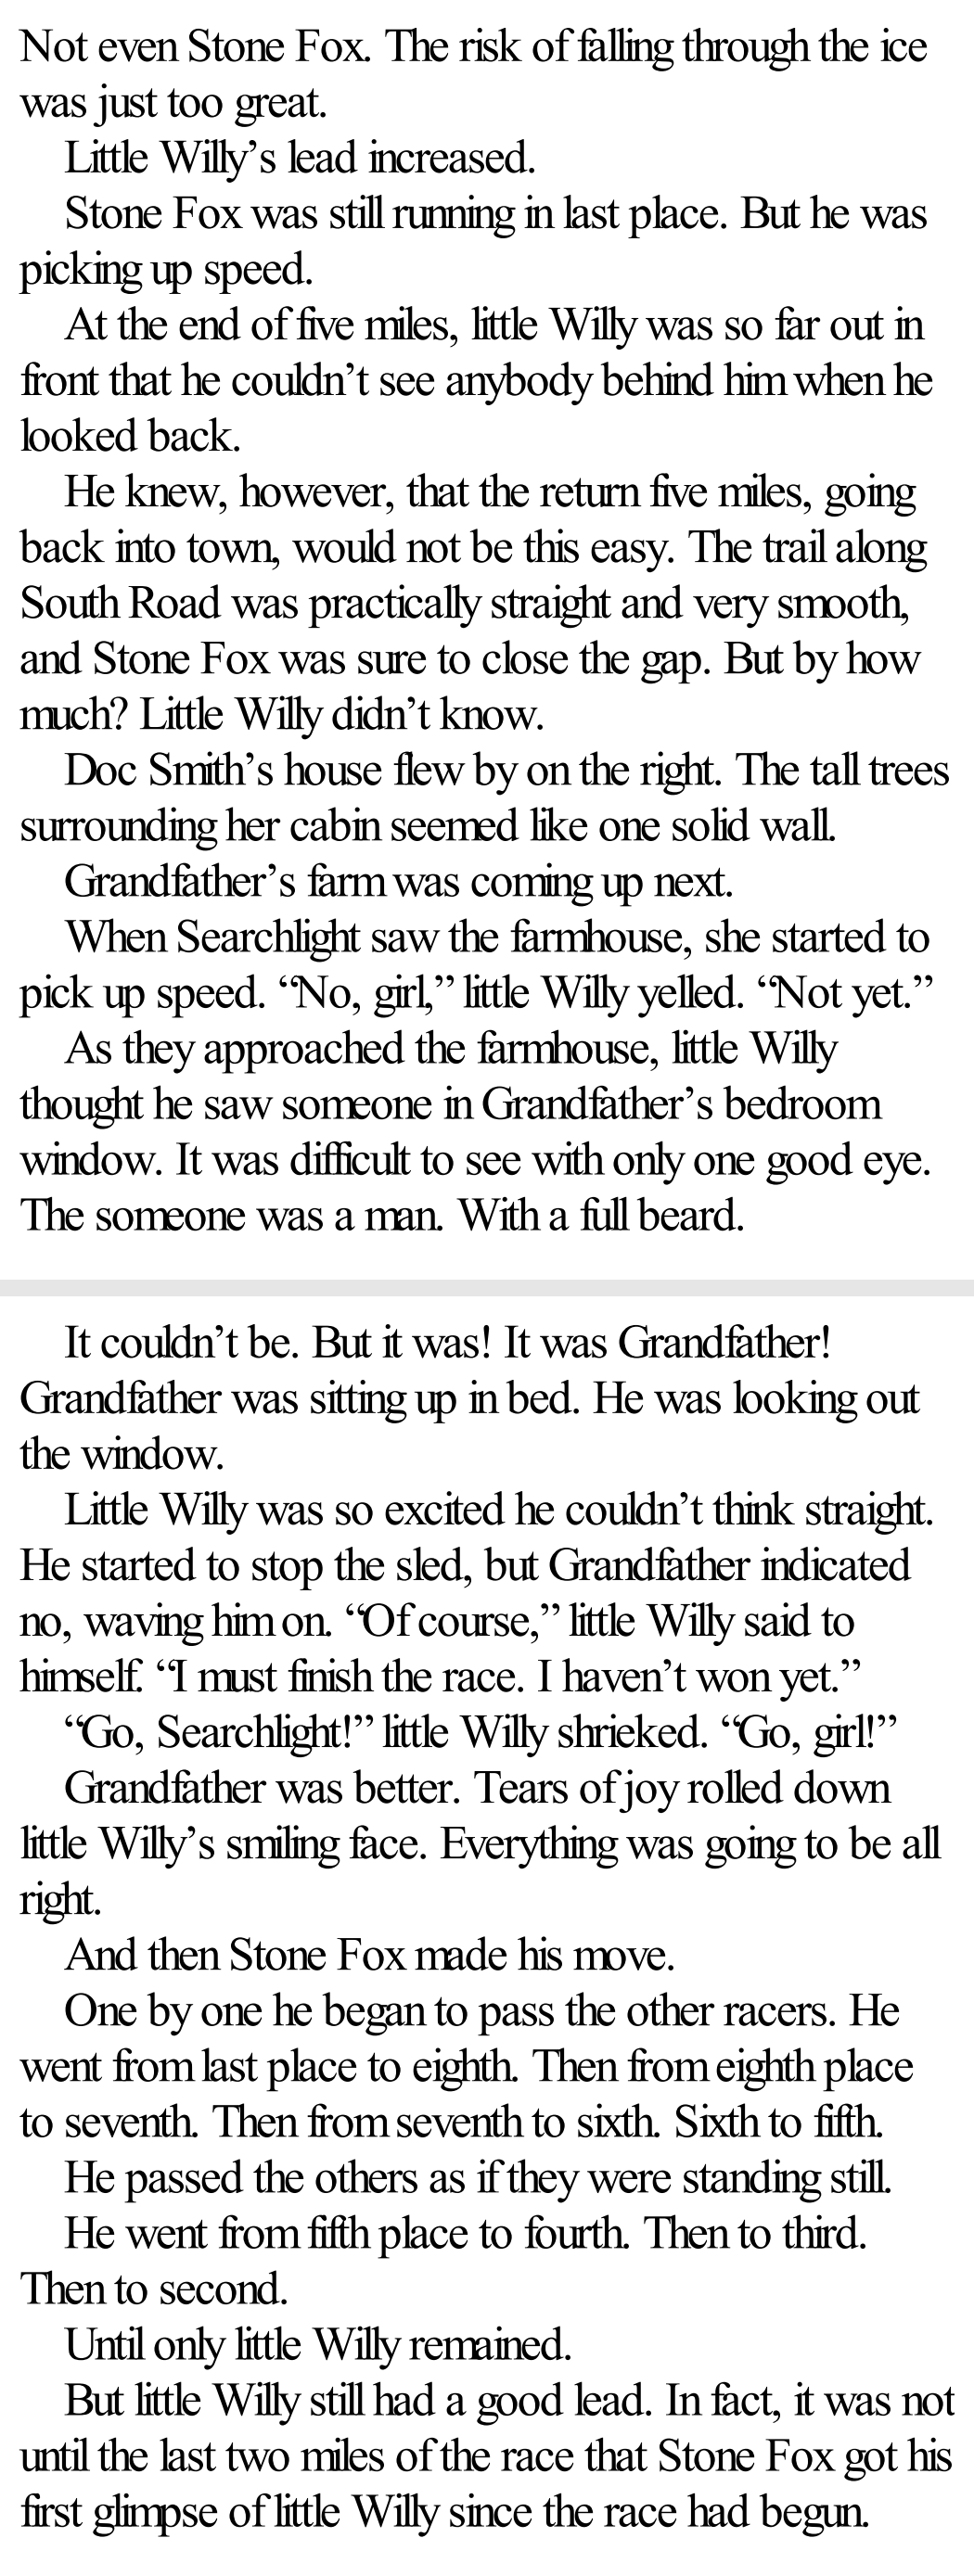 Not even Stone Fox. The risk of falling through the ice
was just too great.
Little Willy’s lead increased.
Stone Fox was still running in last place. But he was
picking up speed.
At the end of five miles, little Willy was so far out in
front that he couldn’t see anybody behind him when he
looked back.
He knew, however, that the return five miles, going
back into town, would not be this easy. The trail along
South Road was practically straight and very smooth,
and Stone Fox was sure to close the gap. But by how
much? Little Willy didn’t know.
Doc Smith’s house flew by on the right. The tall trees
surrounding her cabin seemed like one solid wall.
Grandfather’s farm was coming up next.
When Searchlight saw the farmhouse, she started to
pick up speed. “No, girl,” little Willy yelled. “Not yet.”
As they approached the farmhouse, little Willy
thought he saw someone in Grandfather’s bedroom
window. It was difficult to see with only one good eye.
The someone was a man. With a full beard.
It couldn’t be. But it was! It was Grandfather!
Grandfather was sitting up in bed. He was looking out
the window.
Little Willy was so excited he couldn’t think straight.
He started to stop the sled, but Grandfather indicated
no, waving him on. “Of course,” little Willy said to
himself. “I must finish the race. I haven’t won yet.”
“Go, Searchlight!” little Willy shrieked. “Go, girl!”
Grandfather was better. Tears of joy rolled down
little Willy’s smiling face. Everything was going to be all
right.
And then Stone Fox made his move.
One by one he began to pass the other racers. He
went from last place to eighth. Then from eighth place
to seventh. Then from seventh to sixth. Sixth to fifth.
He passed the others as if they were standing still.
He went from fifth place to fourth. Then to third.
Then to second.
Until only little Willy remained.
But little Willy still had a good lead. In fact, it was not
until the last two miles of the race that Stone Fox got his
first glimpse of little Willy since the race had begun.